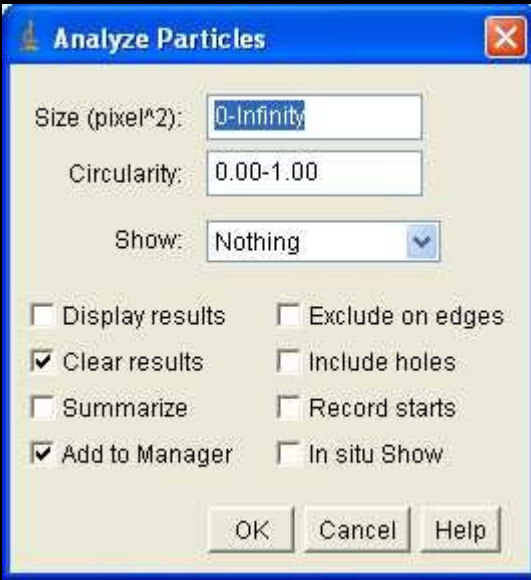 Analyze Particles
Size (pixel^2): 0-Infinity
Circularity: 0.00-1.00
Show: Nothing
Display results Exclude on edges
Clear results Include holes
Summarize Record starts
Add to Manager In situ Show
OK Cancel Help